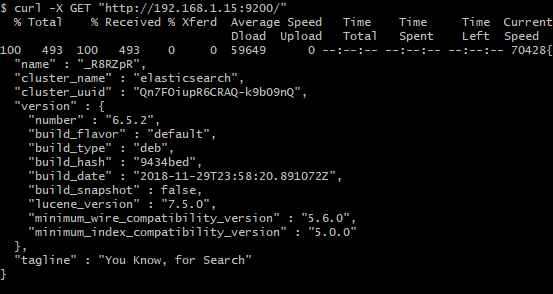 $ curl -X GET "http://192.168.1.15:9200/"
  % Total    % Received % Xferd  Average Speed   Time    Time     Time  Current
                                 Dload  Upload   Total   Spent    Left  Speed
100   493  100   493    0     0  59649      0 --:--:-- --:--:-- --:--:-- 70428{
  "name" : "_R8RZpR",
  "cluster_name" : "elasticsearch",
  "cluster_uuid" : "Qn7FOiupR6CRAQ-k9bO9nQ",
  "version" : {
    "number" : "6.5.2",
    "build_flavor" : "default",
    "build_type" : "deb",
    "build_hash" : "9434bed",
    "build_date" : "2018-11-29T23:58:20.891072Z",
    "build_snapshot" : false,
    "lucene_version" : "7.5.0",
    "minimum_wire_compatibility_version" : "5.6.0",
    "minimum_index_compatibility_version" : "5.0.0"
  },
  "tagline" : "You Know, for Search"
}